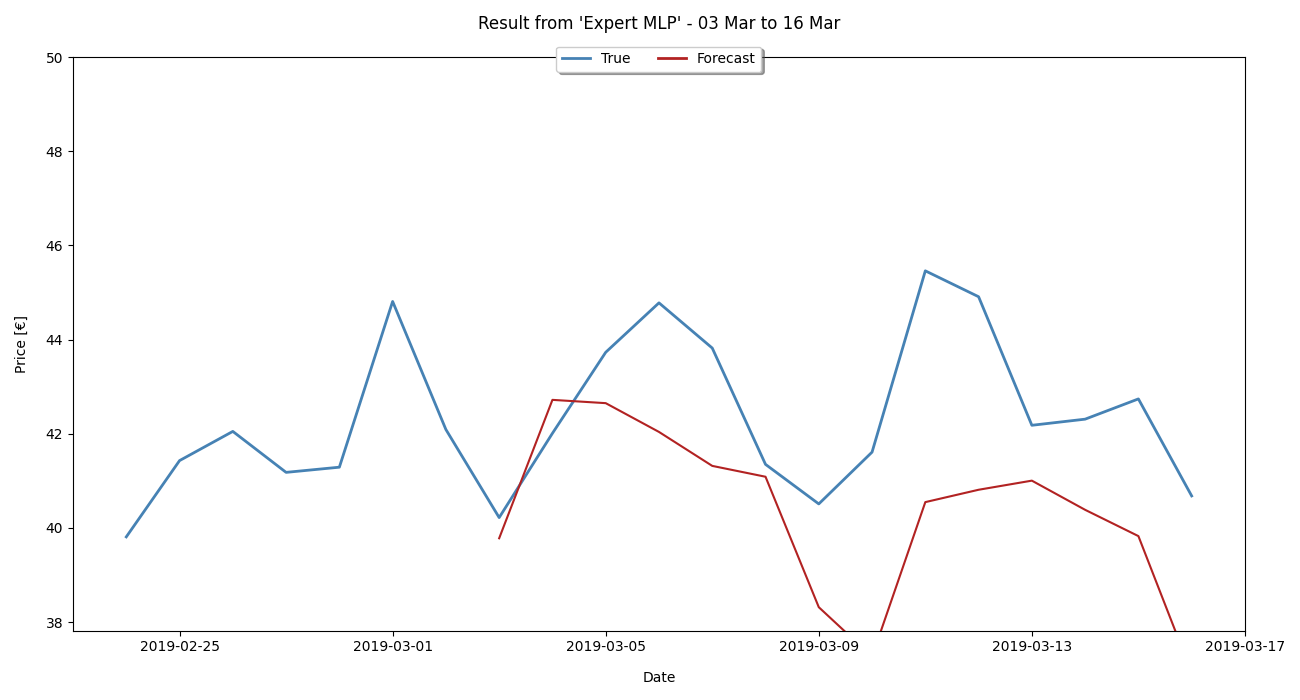 Result from 'Expert MLP' - 03 Mar to 16 Mar
True Forecast
50
48
46
44
42
40
38
Price [€]
2019-02-25 2019-03-01 2019-03-05 2019-03-09 2019-03-13 2019-03-17
Date